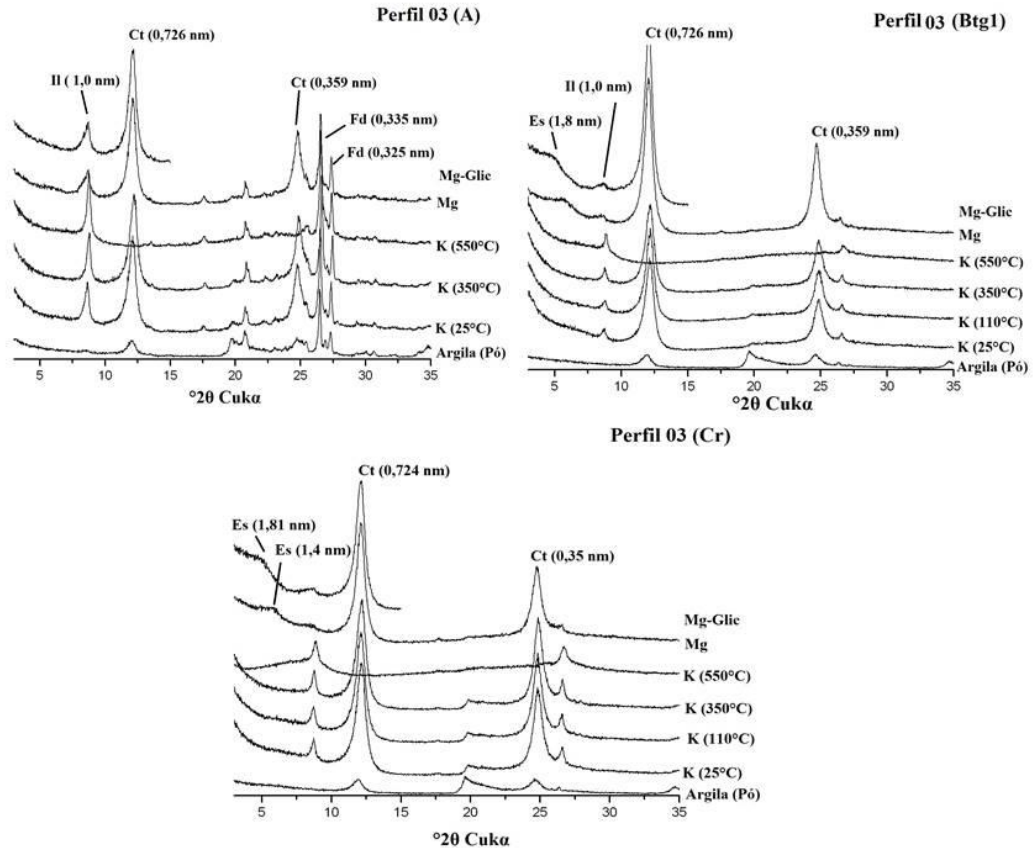 Perfil 03 (A)
Ct (0,726 nm)
Il ( 1,0 nm)
Ct (0,359 nm)
Fd (0,335 nm)
Fd (0,325 nm)
Mg-Glic
Mg
K (550°C)
K (350°C)
K (25°C)
Argila (Pó)
5 10 15 20 25 30 35
°2θ Cukα
Perfil 03 (Btg1)
Ct (0,726 nm)
Il (1,0 nm)
Es (1,8 nm)
Ct (0,359 nm)
Mg-Glic
Mg
K (550°C)
K (350°C)
K (110°C)
K (25°C)
Argila (Pó)
5 10 15 20 25 30 35
°2θ Cukα
Perfil 03 (Cr)
Ct (0,724 nm)
Es (1,81 nm)
Es (1,4 nm)
Ct (0,35 nm)
Mg-Glic
Mg
K (550°C)
K (350°C)
K (110°C)
K (25°C)
Argila (Pó)
5 10 15 20 25 30 35
°2θ Cukα